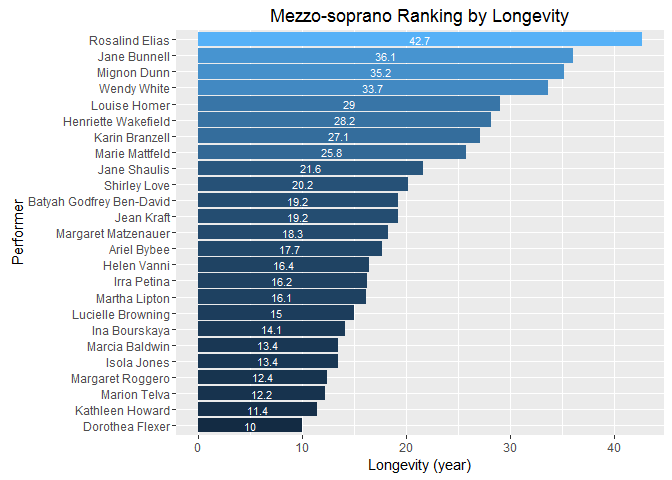 Mezzo-soprano Ranking by Longevity
Rosalind Elias 42.7
Jane Bunnell 36.1
Mignon Dunn 35.2
Wendy White 33.7
Louise Homer 29
Henriette Wakefield 28.2
Karin Branzell 27.1
Marie Mattfeld 25.8
Jane Shaulis 21.6
Shirley Love 20.2
Batyah Godfrey Ben-David 19.2
Jean Kraft 19.2
Margaret Matzenauer 18.3
Ariel Bybee 17.7
Helen Vanni 16.4
Irra Petina 16.2
Martha Lipton 16.1
Lucielle Browning 15
Ina Bourskaya 14.1
Marcia Baldwin 13.4
Isola Jones 13.4
Margaret Roggero 12.4
Marion Telva 12.2
Kathleen Howard 11.4
Dorothea Flexer 10
Performer
0 10 20 30 40
Longevity (year)